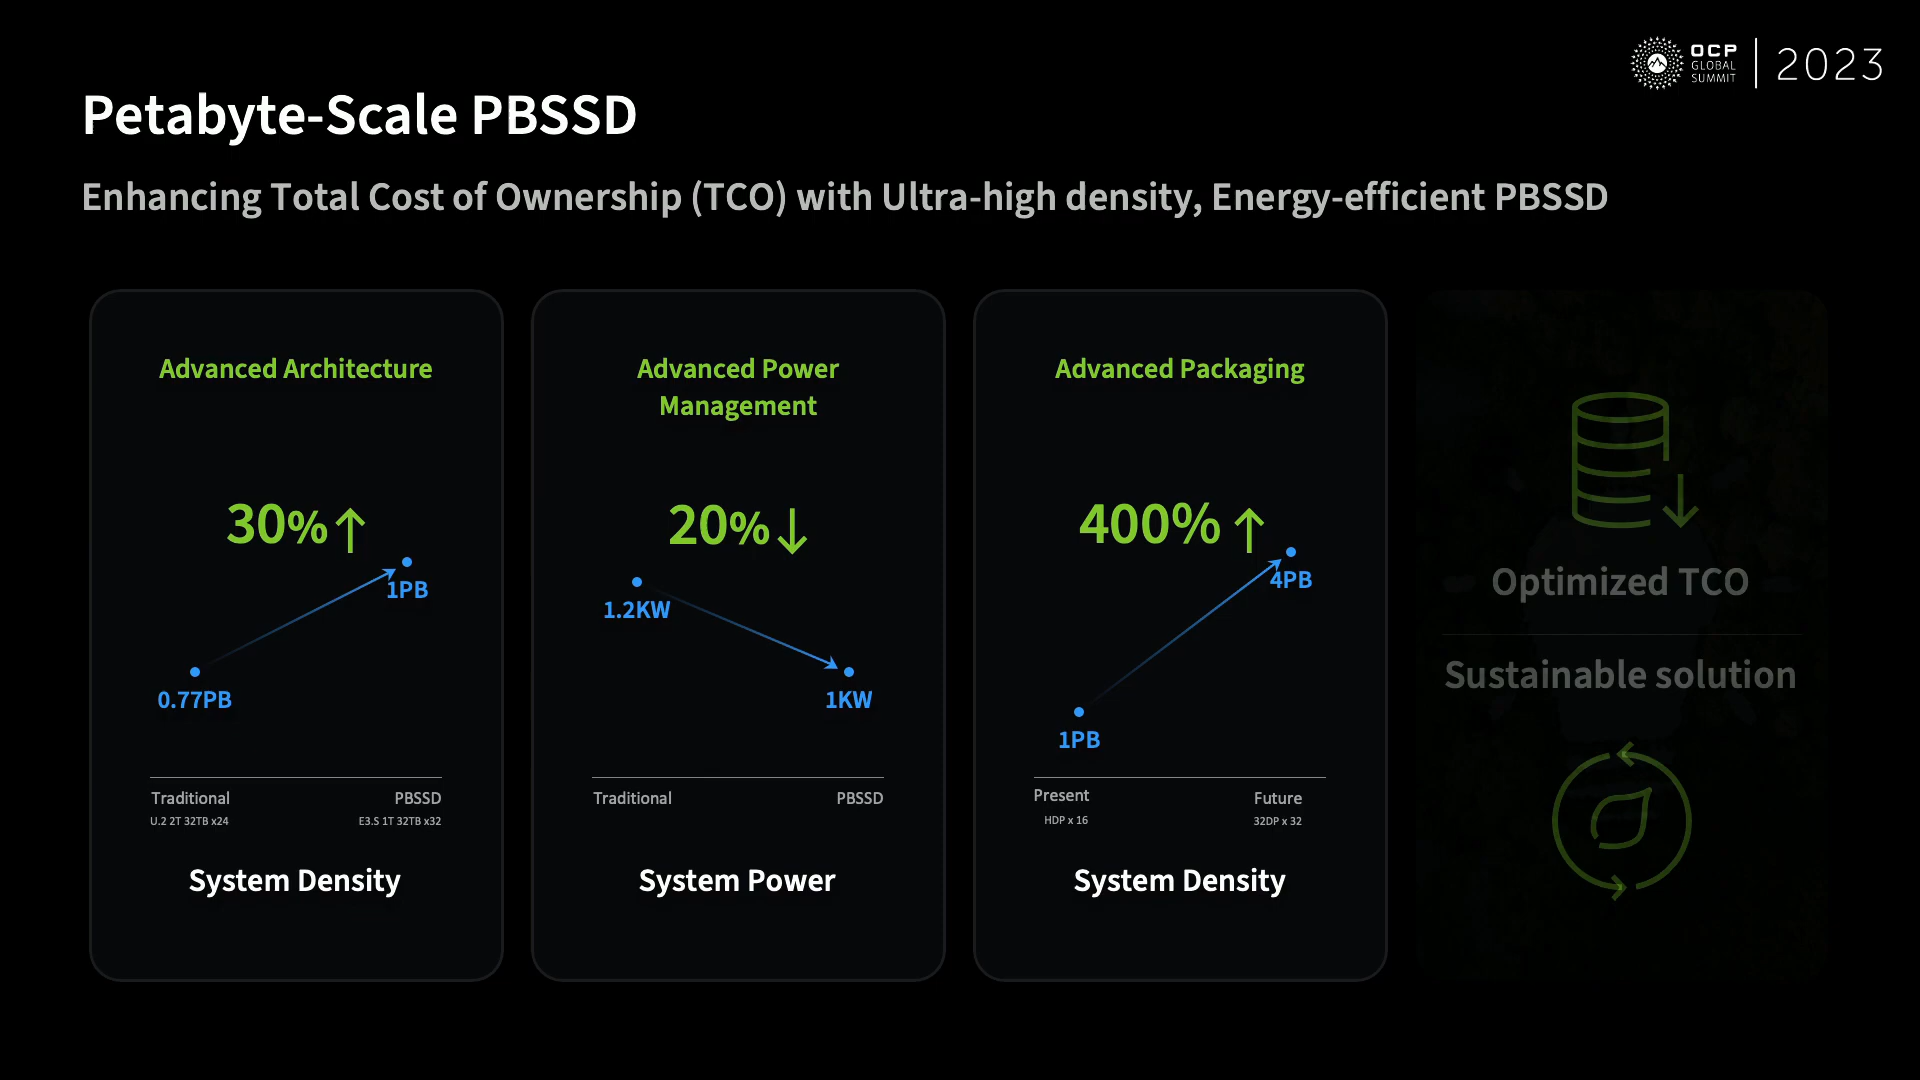 OCP
GLOBAL
SUMMIT
2023
Petabyte-Scale PBSSD
Enhancing Total Cost of Ownership (TCO) with Ultra-high density, Energy-efficient PBSSD
Advanced Architecture
30%↑
1PB
0.77PB
Traditional
PBSSD
U.2 2T 32TB x24
E3.S 1T 32TB x32
System Density
Advanced Power
Management
20%↓
1.2KW
1KW
Traditional
PBSSD
System Power
Advanced Packaging
400%↑
4PB
1PB
Present
Future
HDP x 16
32DP x 32
System Density
Optimized TCO
Sustainable solution